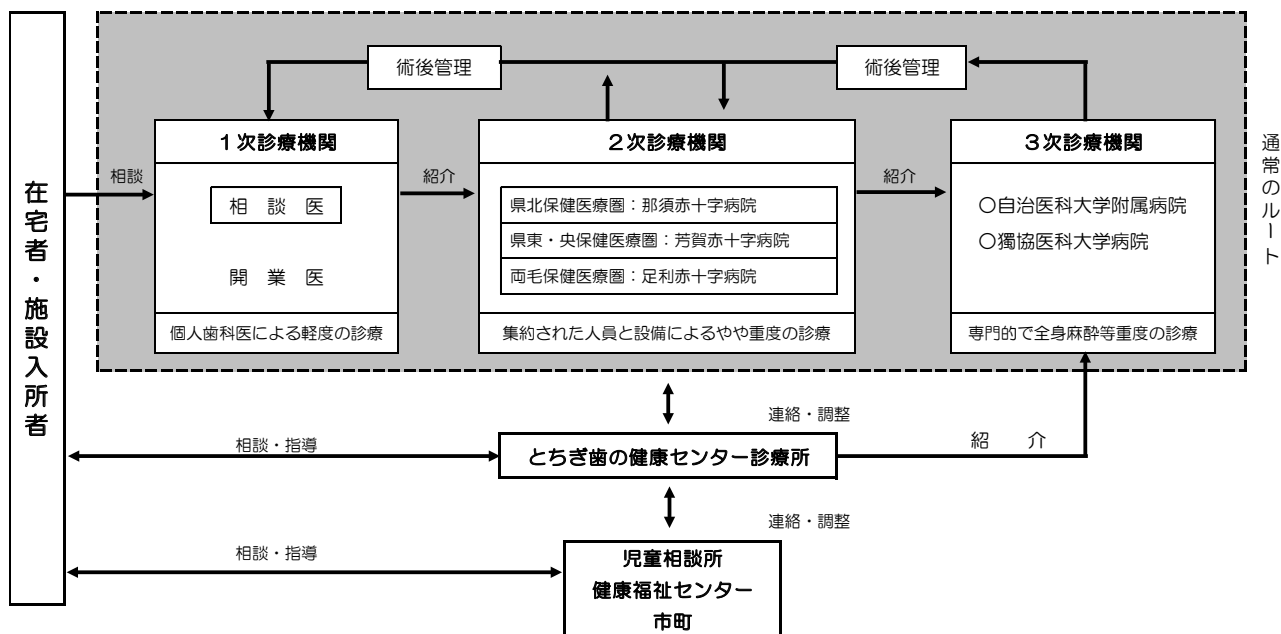 在宅者・施設入所者
術後管理
術後管理
1次診療機関
相談医
開業医
個人歯科医による軽度の診療
2次診療機関
県北保健医療圏：那須赤十字病院
県東・央保健医療圏：芳賀赤十字病院
両毛保健医療圏：足利赤十字病院
集約された人員と設備によるやや重度の診療
3次診療機関
〇自治医科大学附属病院
〇獨協医科大学病院
専門的で全身麻酔等重度の診療
相談
紹介
紹介
通常のルート
連絡・調整
相談・指導
とちぎ歯の健康センター診療所
紹介
連絡・調整
相談・指導
児童相談所
健康福祉センター
市町